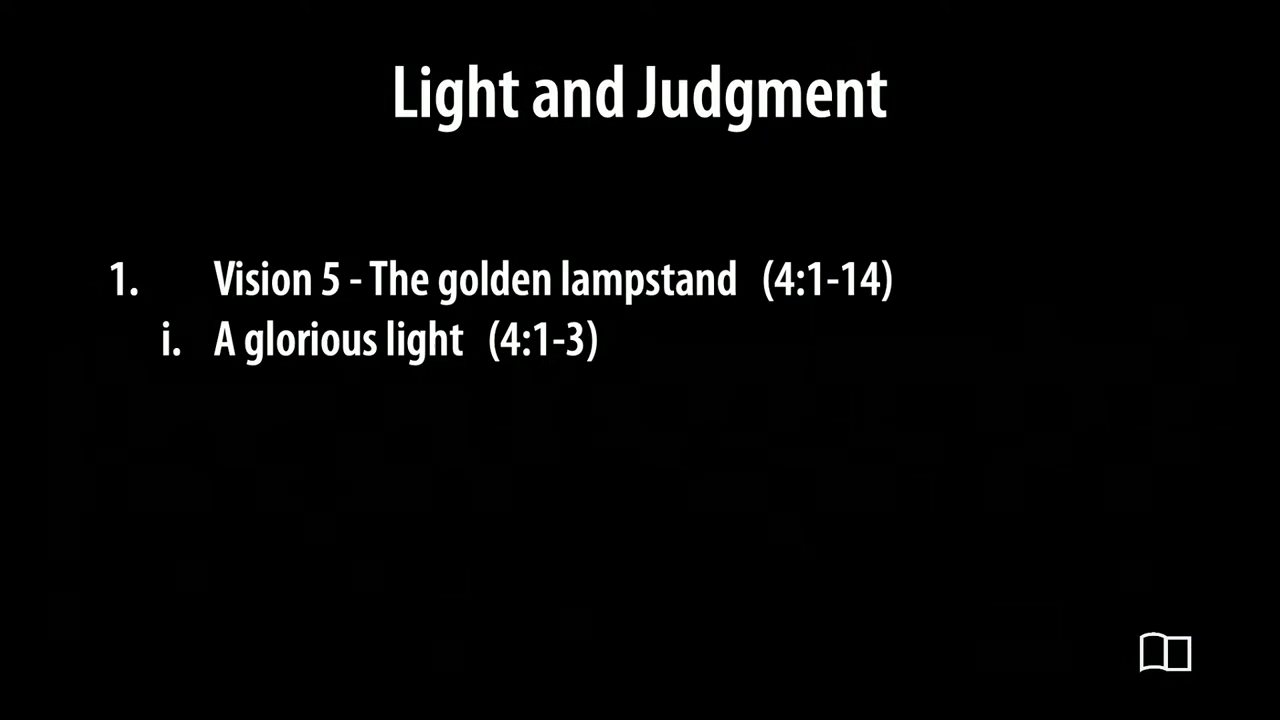 Light and Judgment
1. Vision 5 - The golden lampstand (4:1-14)
i. A glorious light (4:1-3)